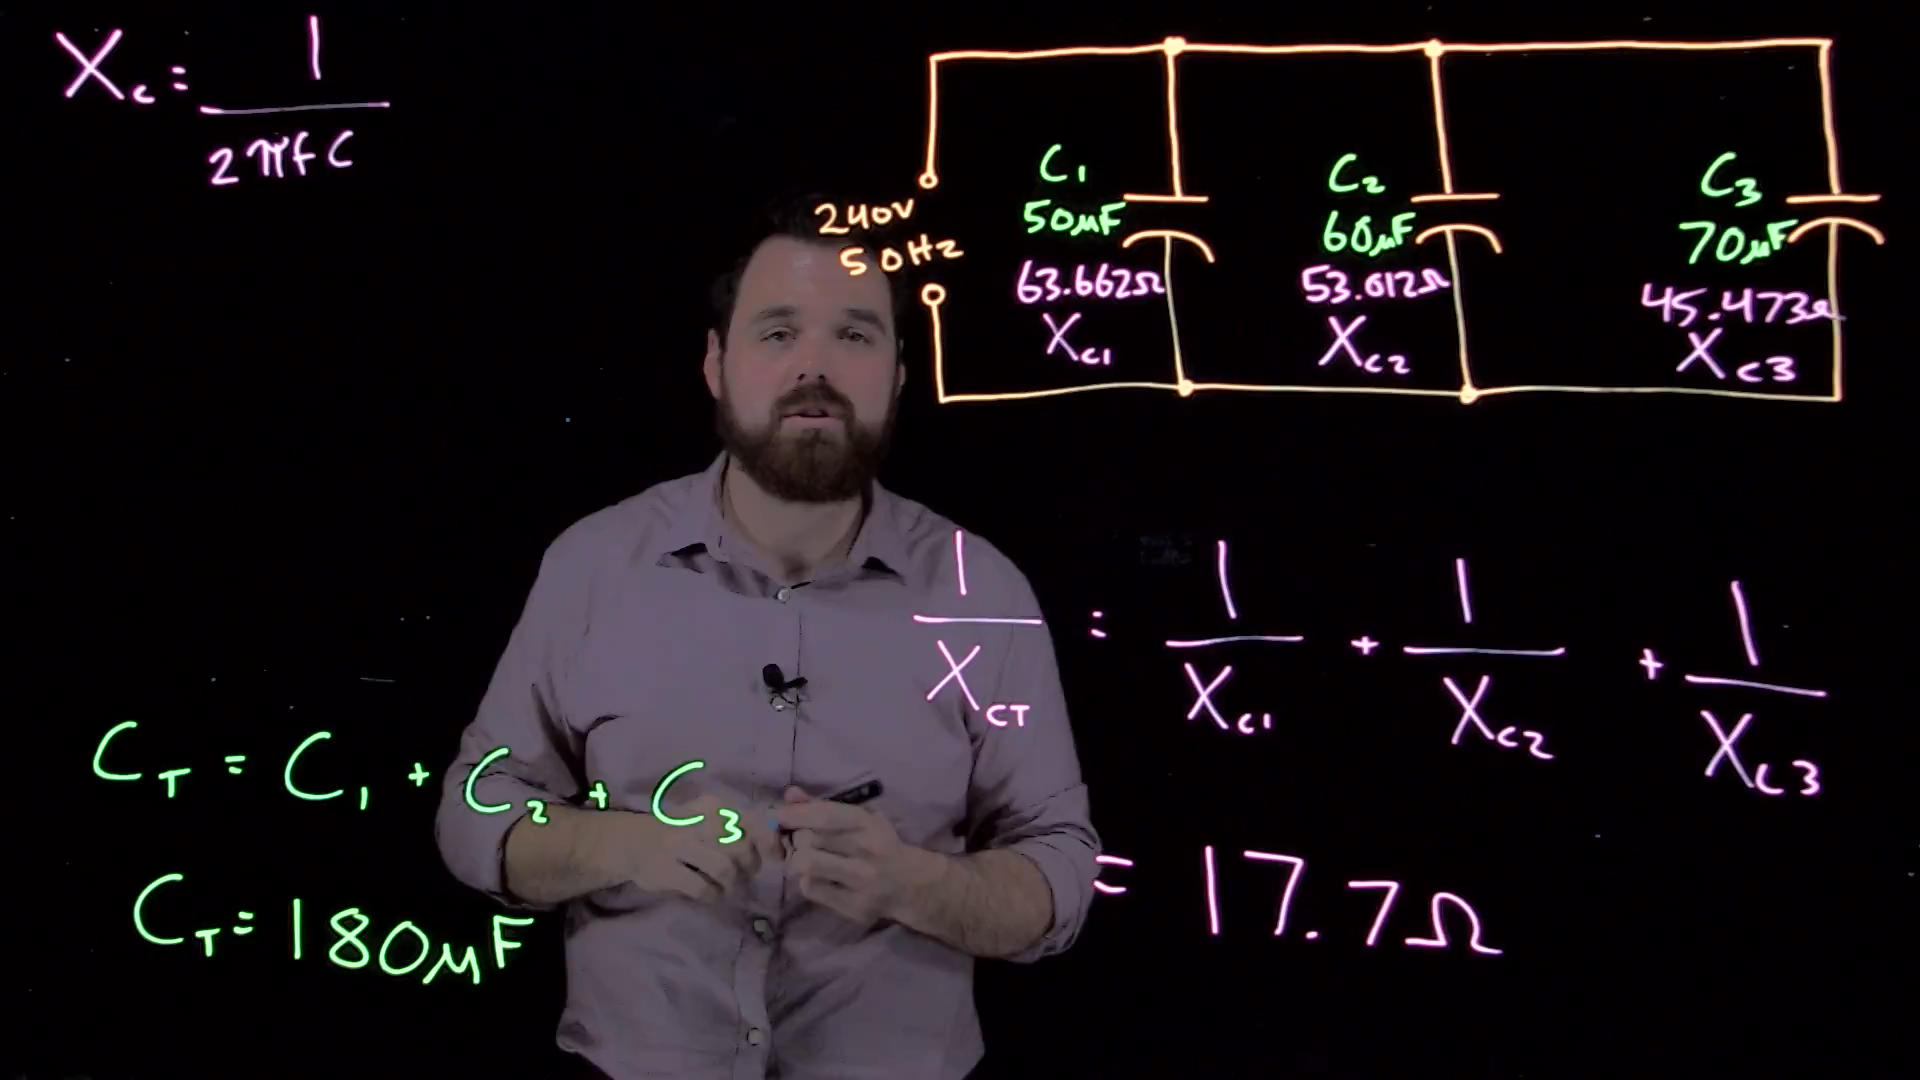 Xc = 1
2πfC
240V
50Hz
C1
50μF
63.662Ω
XC1
C2
60μF
53.012Ω
XC2
C3
70μF
45.473Ω
XC3
1/XCT = 1/XC1 + 1/XC2 + 1/XC3
= 17.7Ω
CT = C1 + C2 + C3
CT = 180μF